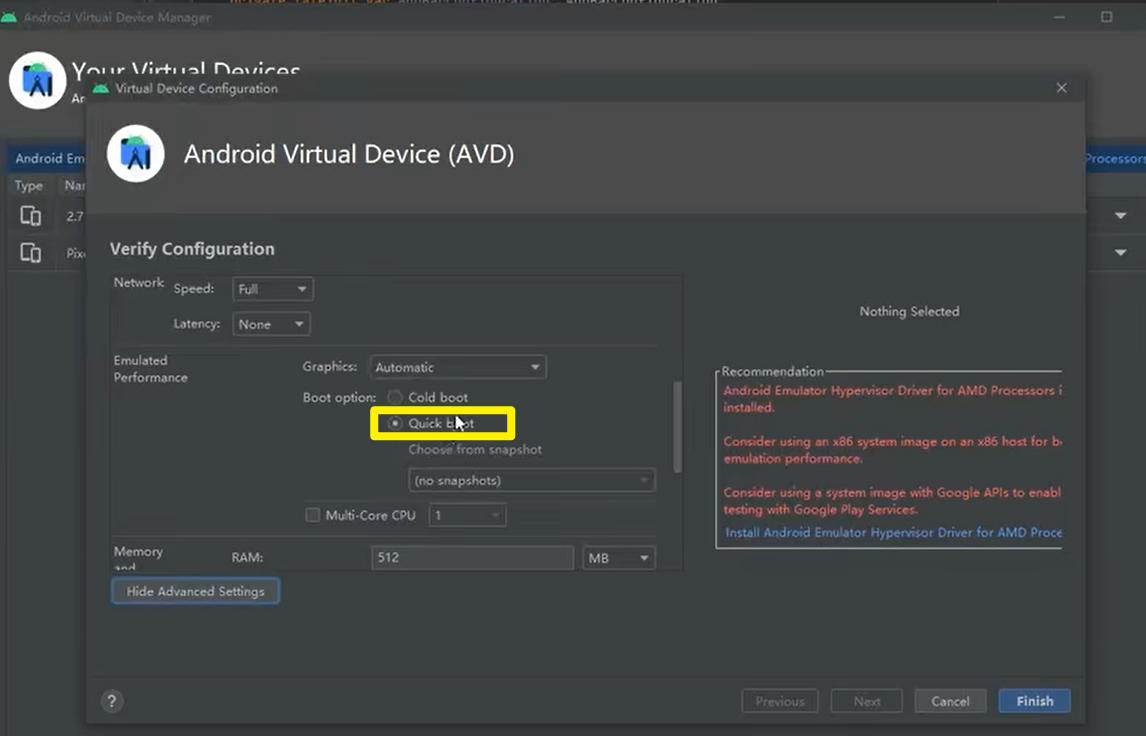 Android Virtual Device Manager
Your Virtual Devices
Virtual Device Configuration
Android Virtual Device (AVD)
Android Em
Processors
Type
2.7
Verify Configuration
Network
Speed:
Full
Latency:
None
Nothing Selected
Emulated
Performance
Graphics:
Automatic
Boot option:
Cold boot
Quick boot
Choose from snapshot
(no snapshots)
Multi-Core CPU
1
Memory
and
RAM:
512
MB
Recommendation
Android Emulator Hypervisor Driver for AMD Processors i
installed.
Consider using an x86 system image on an x86 host for be
emulation performance.
Consider using a system image with Google APIs to enabl
testing with Google Play Services.
Install Android Emulator Hypervisor Driver for AMD Proce
Hide Advanced Settings
?
Previous
Next
Cancel
Finish